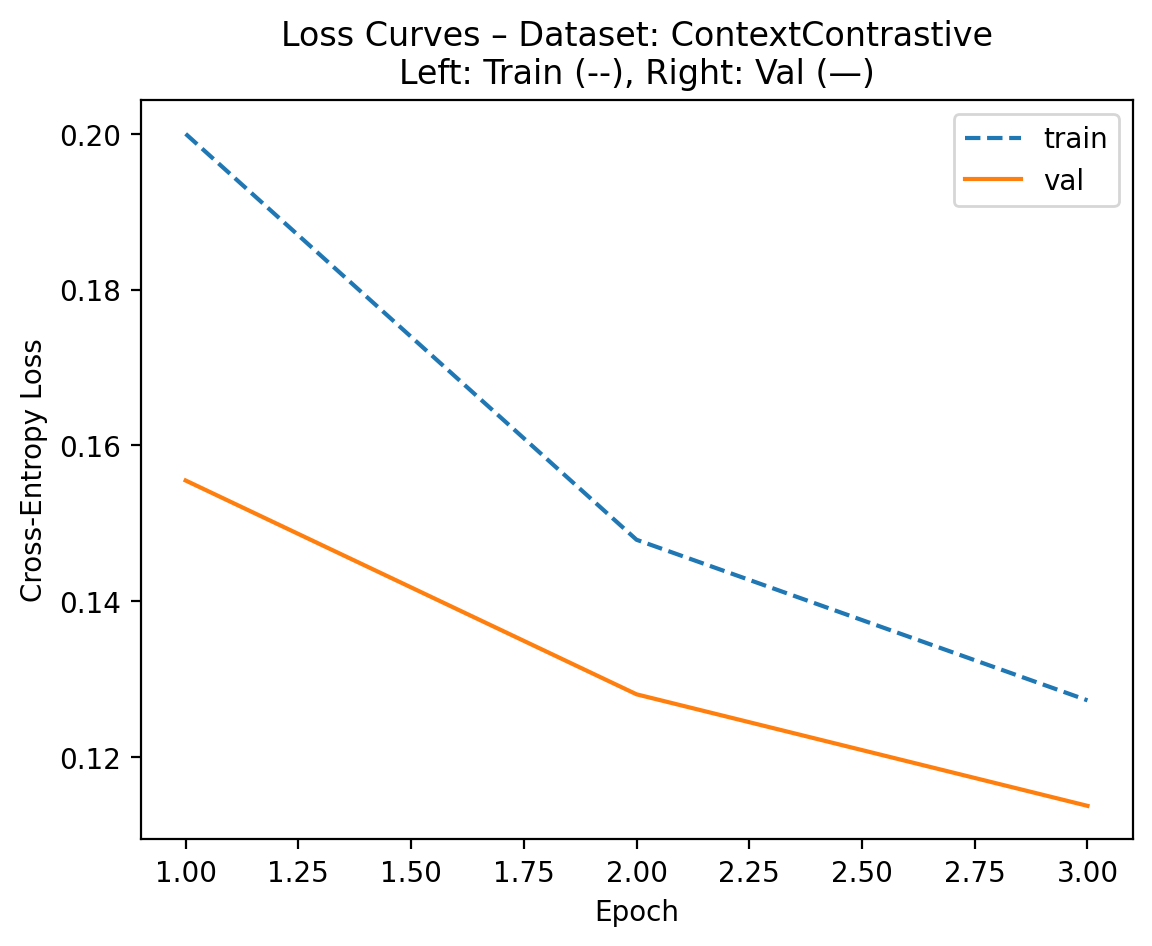 Loss Curves – Dataset: ContextContrastive
Left: Train (--), Right: Val (—)
train
val
0.20
0.18
0.16
0.14
0.12
Cross-Entropy Loss
1.00 1.25 1.50 1.75 2.00 2.25 2.50 2.75 3.00
Epoch